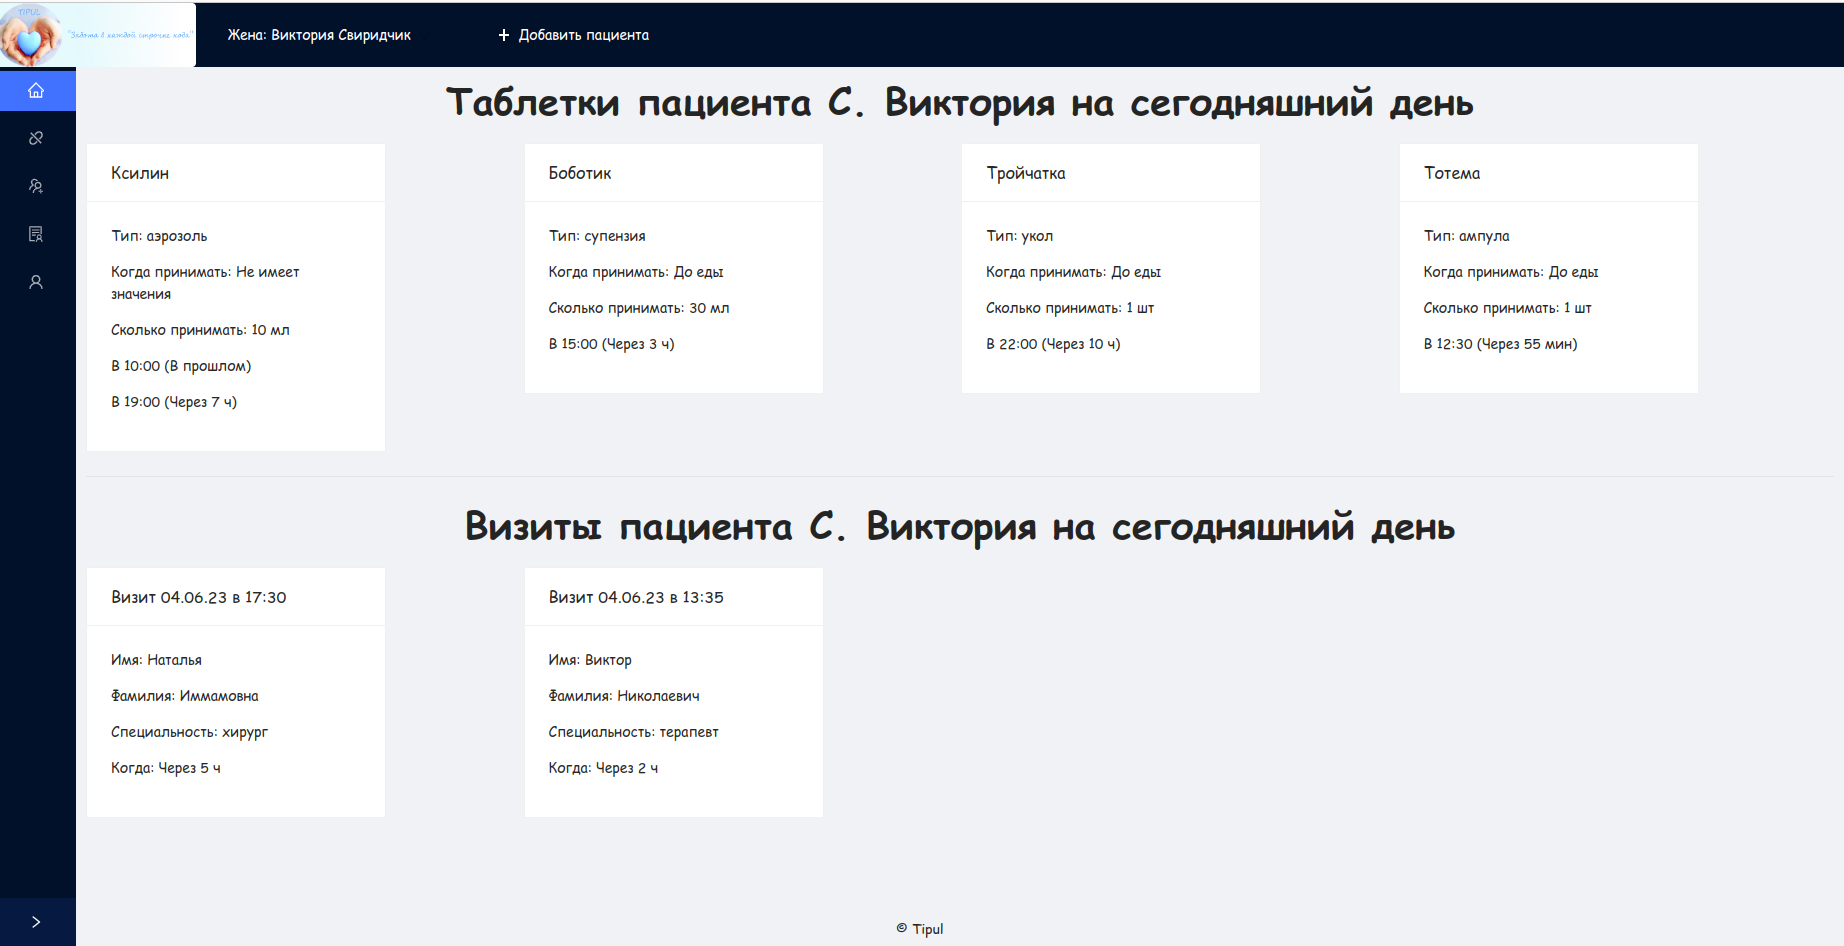 TIPUL
"Забота в каждой строчке кода"
Жена: Виктория Свиридчик
+ Добавить пациента
Таблетки пациента С. Виктория на сегодняшний день
Ксилин
Тип: аэрозоль
Когда принимать: Не имеет
значения
Сколько принимать: 10 мл
В 10:00 (В прошлом)
В 19:00 (Через 7 ч)
Боботик
Тип: супензия
Когда принимать: До еды
Сколько принимать: 30 мл
В 15:00 (Через 3 ч)
Тройчатка
Тип: укол
Когда принимать: До еды
Сколько принимать: 1 шт
В 22:00 (Через 10 ч)
Тотема
Тип: ампула
Когда принимать: До еды
Сколько принимать: 1 шт
В 12:30 (Через 55 мин)
Визиты пациента С. Виктория на сегодняшний день
Визит 04.06.23 в 17:30
Имя: Наталья
Фамилия: Иммамовна
Специальность: хирург
Когда: Через 5 ч
Визит 04.06.23 в 13:35
Имя: Виктор
Фамилия: Николаевич
Специальность: терапевт
Когда: Через 2 ч
© Tipul